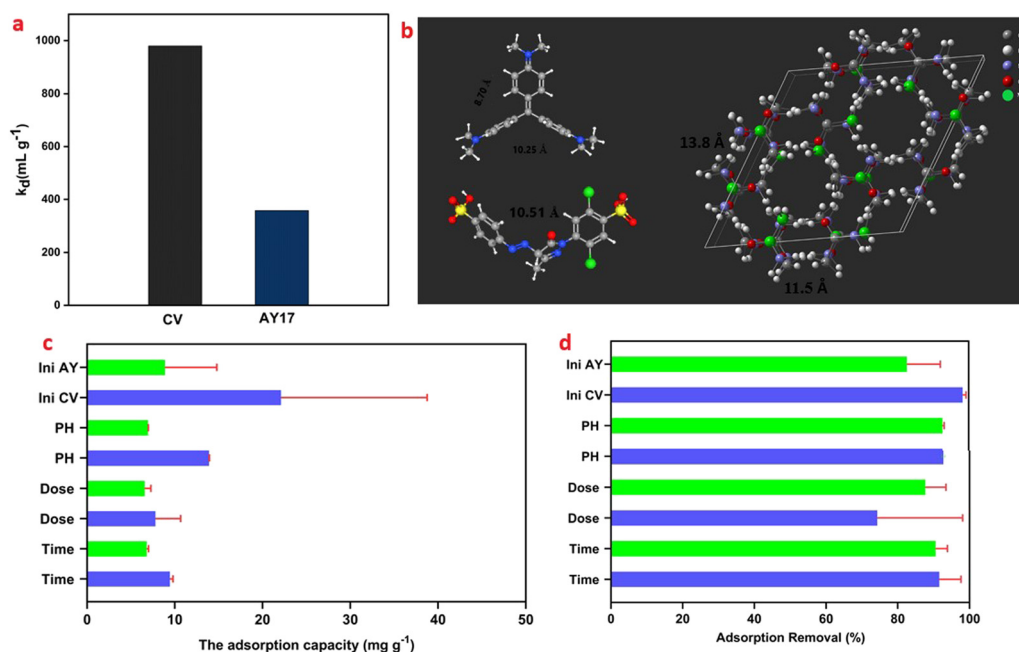 a
k_d(mL g⁻¹)
1000
800
600
400
200
0
CV AY17
b
8.70 Å
10.25 Å
10.51 Å
13.8 Å
11.5 Å
c
Ini AY
Ini CV
PH
PH
Dose
Dose
Time
Time
0 10 20 30 40 50
The adsorption capacity (mg g⁻¹)
d
Ini AY
Ini CV
PH
PH
Dose
Dose
Time
Time
0 20 40 60 80 100
Adsorption Removal (%)